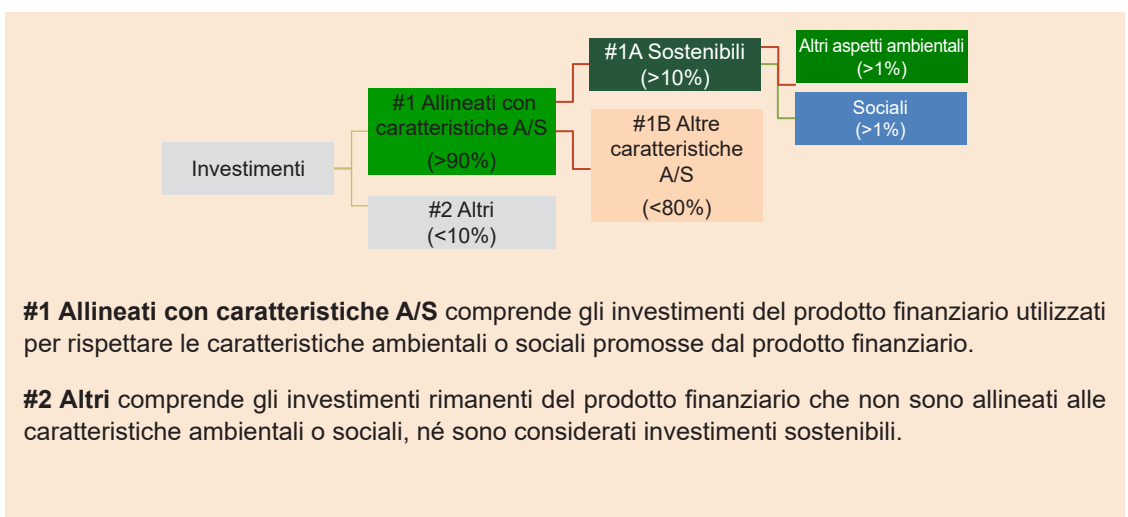 Investimenti
#1 Allineati con
caratteristiche A/S
(>90%)
#2 Altri
(<10%)
#1A Sostenibili
(>10%)
#1B Altre
caratteristiche
A/S
(<80%)
Altri aspetti ambientali
(>1%)
Sociali
(>1%)
#1 Allineati con caratteristiche A/S comprende gli investimenti del prodotto finanziario utilizzati
per rispettare le caratteristiche ambientali o sociali promosse dal prodotto finanziario.
#2 Altri comprende gli investimenti rimanenti del prodotto finanziario che non sono allineati alle
caratteristiche ambientali o sociali, né sono considerati investimenti sostenibili.